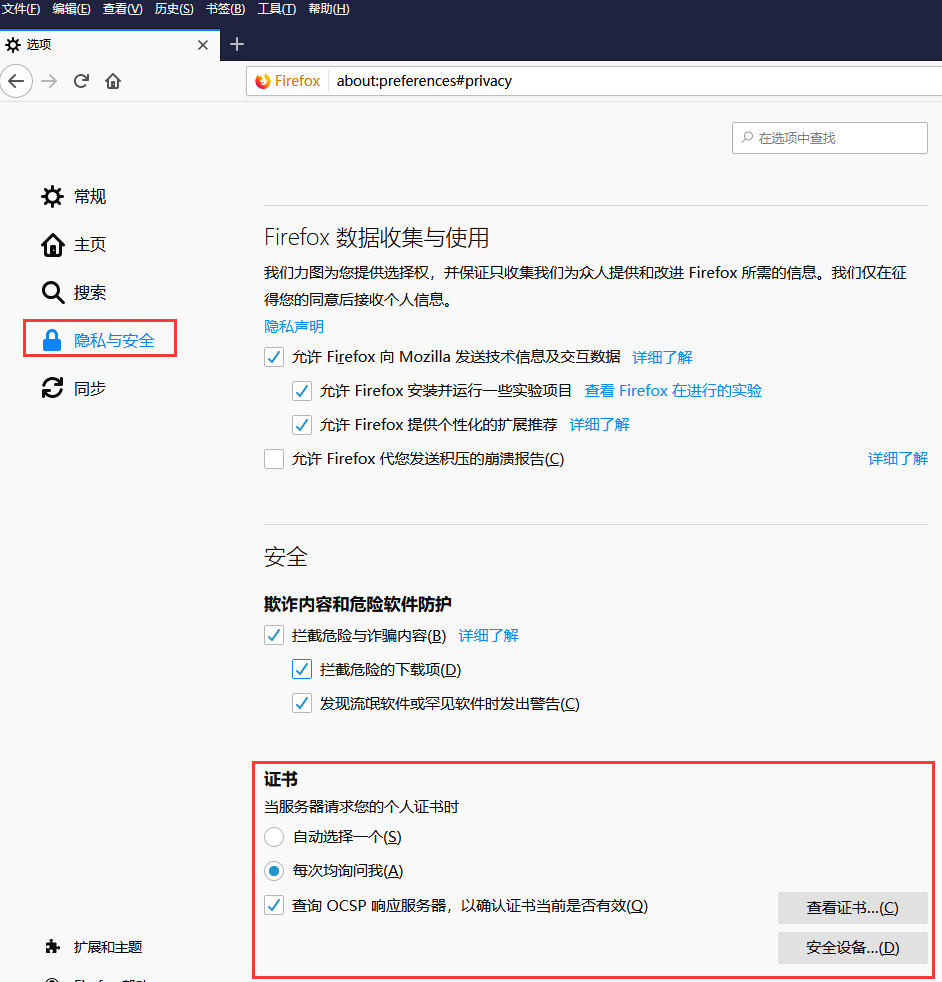 文件(F) 编辑(E) 查看(V) 历史(S) 书签(B) 工具(T) 帮助(H)
选项
Firefox about:preferences#privacy
在选项中查找
常规
主页
搜索
隐私与安全
同步
Firefox 数据收集与使用
我们力图为您提供选择权，并保证只收集我们为众人提供和改进 Firefox 所需的信息。我们仅在征
得您的同意后接收个人信息。
隐私声明
允许 Firefox 向 Mozilla 发送技术信息及交互数据 详细了解
允许 Firefox 安装并运行一些实验项目 查看 Firefox 在进行的实验
允许 Firefox 提供个性化的扩展推荐 详细了解
允许 Firefox 代您发送积压的崩溃报告(C) 详细了解
安全
欺诈内容和危险软件防护
拦截危险与诈骗内容(B) 详细了解
拦截危险的下载项(D)
发现流氓软件或罕见软件时发出警告(C)
证书
当服务器请求您的个人证书时
自动选择一个(S)
每次均询问我(A)
查询 OCSP 响应服务器，以确认证书当前是否有效(Q)
查看证书...(C)
安全设备...(D)
扩展和主题